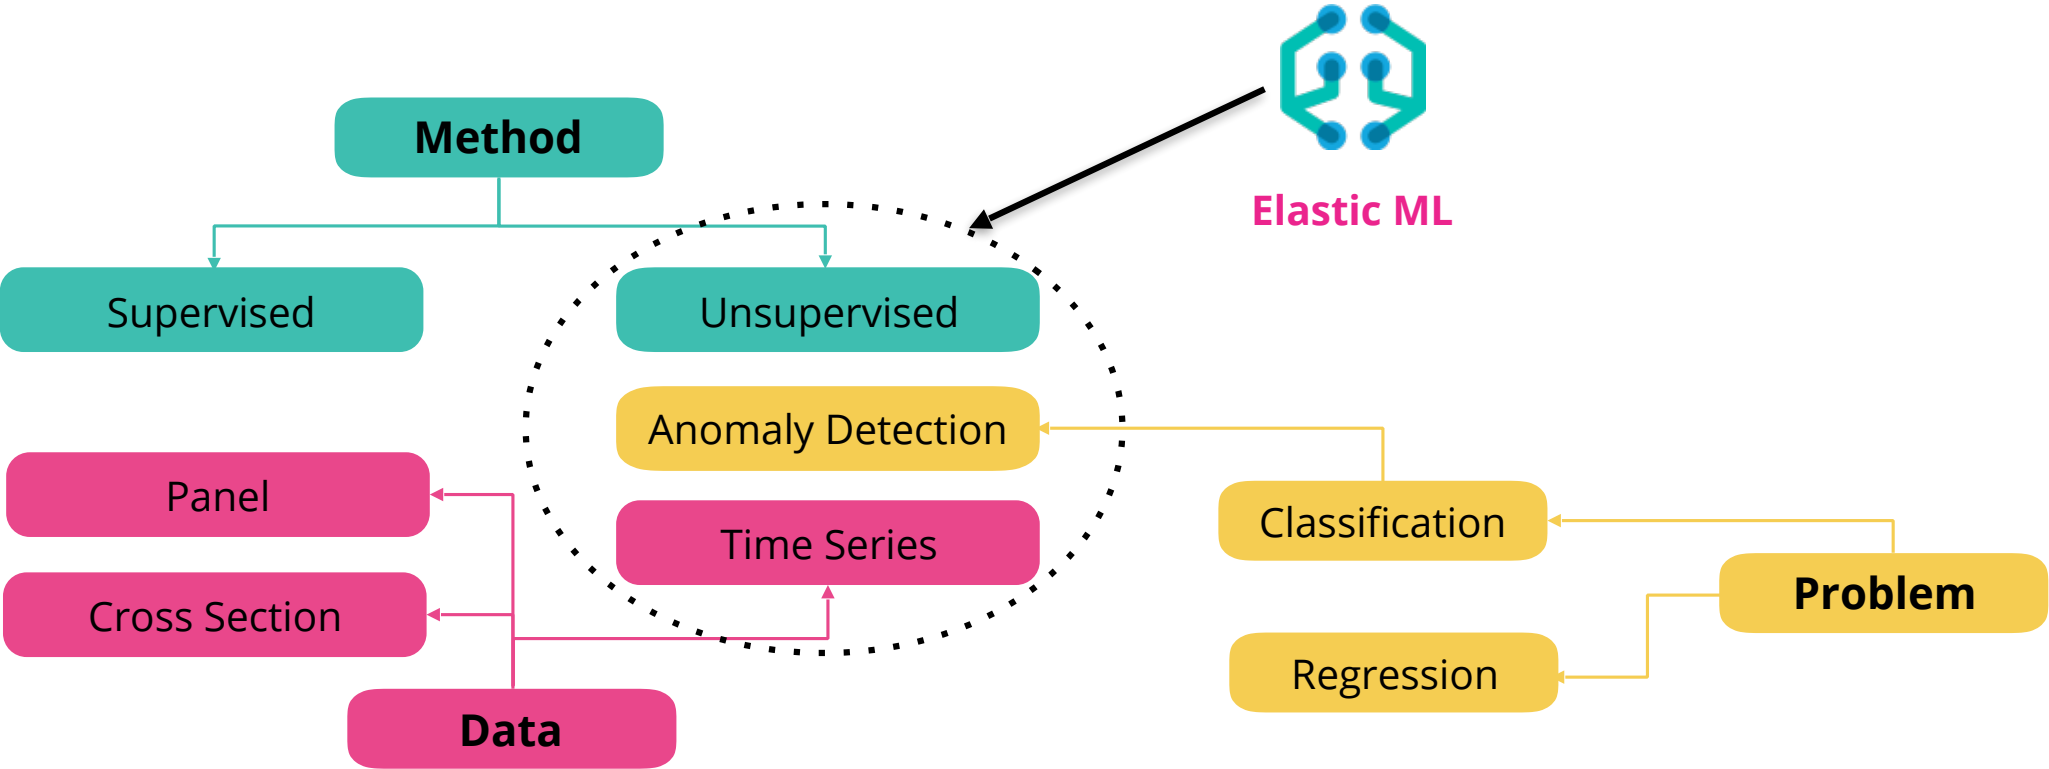 Method
Elastic ML
Supervised
Unsupervised
Anomaly Detection
Panel
Time Series
Classification
Cross Section
Problem
Regression
Data